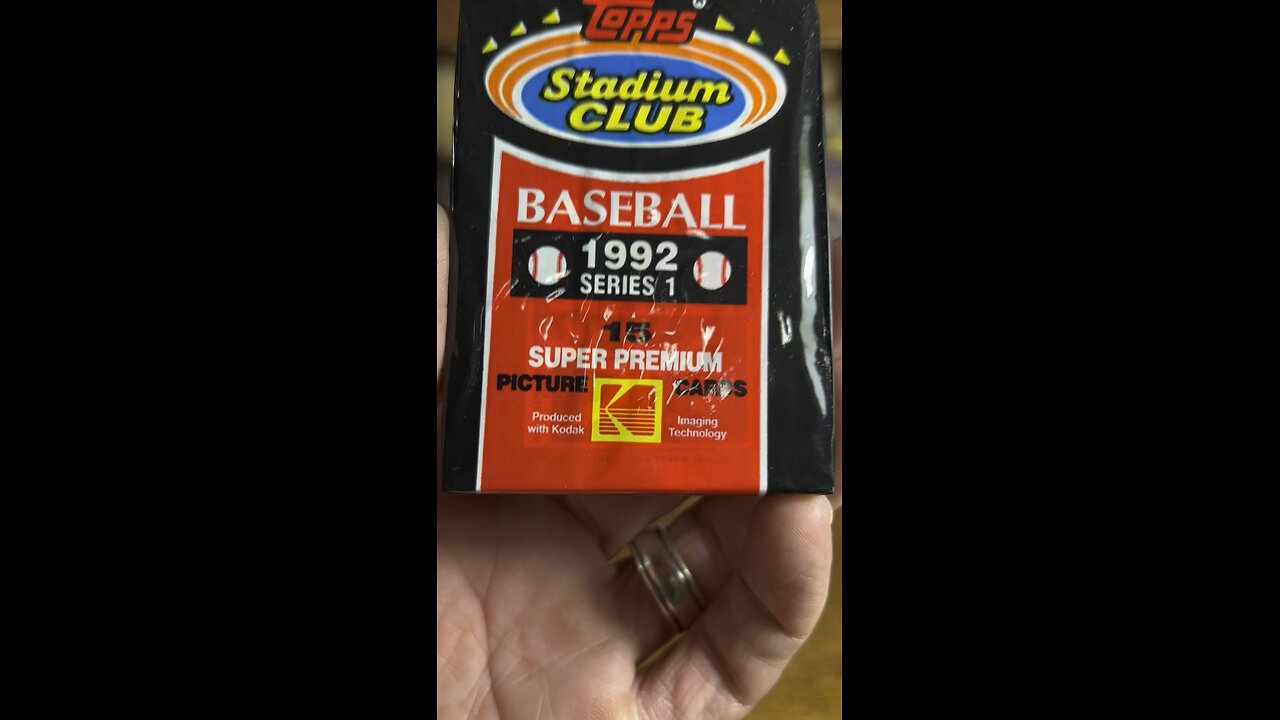 TOPPS®
Stadium
CLUB
BASEBALL
1992
SERIES 1
15
SUPER PREMIUM
PICTURE CARDS
Produced
with Kodak
Imaging
Technology